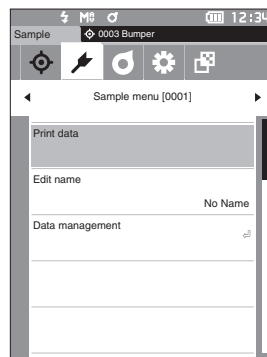 12:34
Sample
0003 Bumper
Sample menu [0001]
Print data
Edit name
No Name
Data management